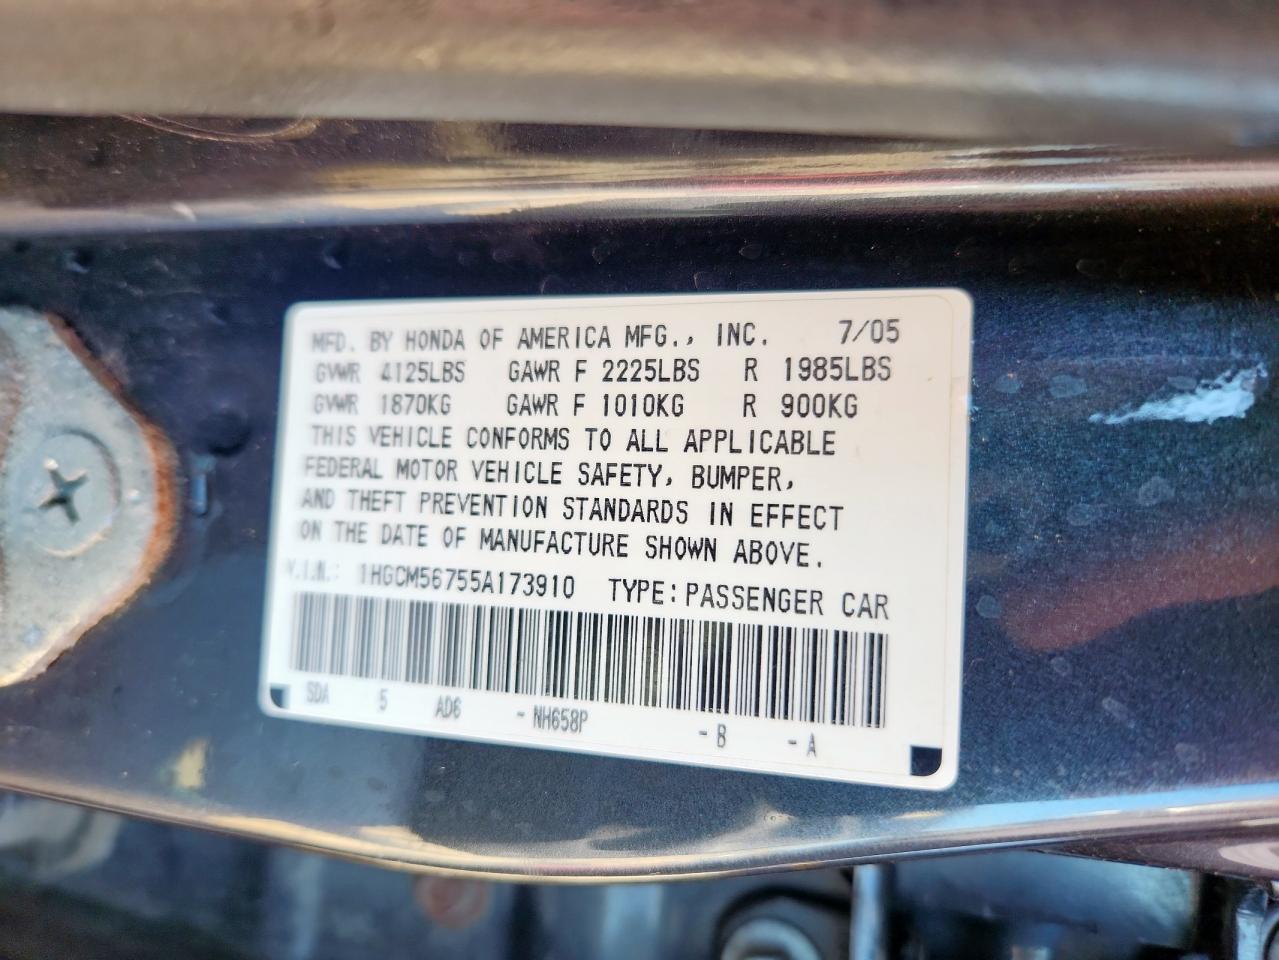 MFD. BY HONDA OF AMERICA MFG., INC. 7/05
GVWR 4125LBS GAWR F 2225LBS R 1985LBS
GVWR 1870KG GAWR F 1010KG R 900KG
THIS VEHICLE CONFORMS TO ALL APPLICABLE
FEDERAL MOTOR VEHICLE SAFETY, BUMPER,
AND THEFT PREVENTION STANDARDS IN EFFECT
ON THE DATE OF MANUFACTURE SHOWN ABOVE.
V.I.N.: 1HGCM56755A173910 TYPE: PASSENGER CAR
SDA 5 AD6 - NH658P - B - A